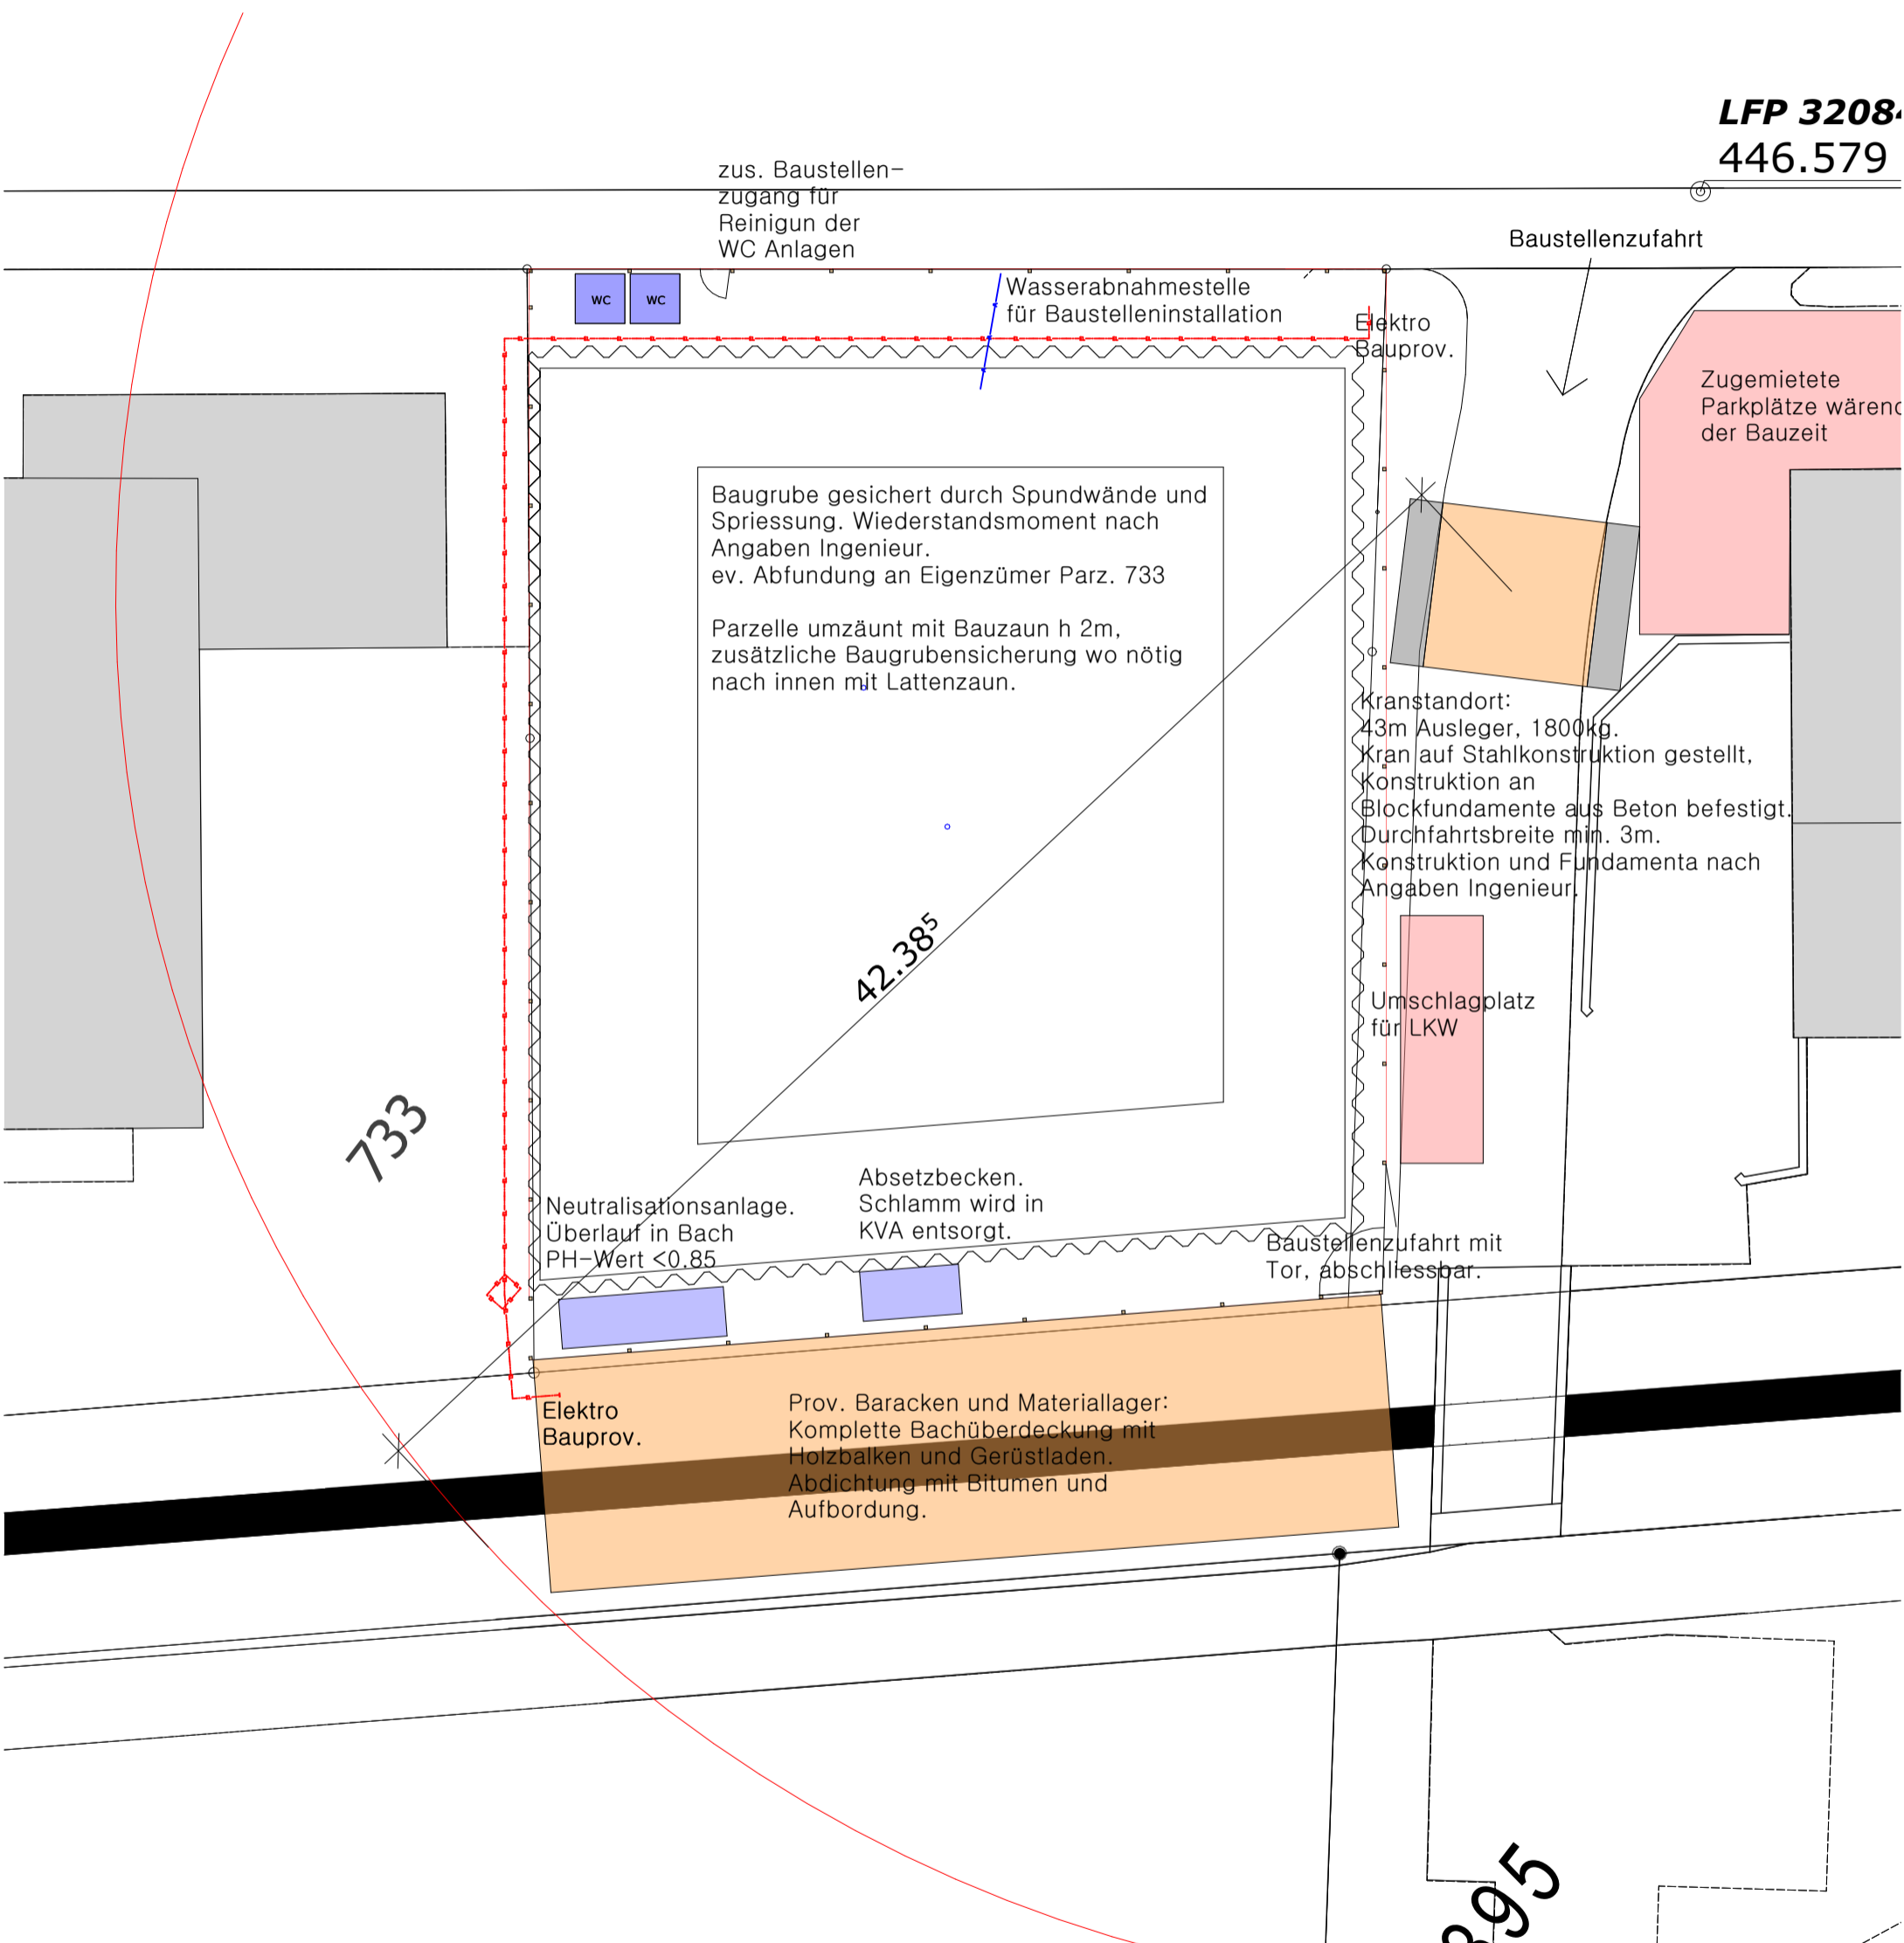 LFP 3208
446.579
zus. Baustellen-
zugang für
Reinigun der
WC Anlagen
Baustellenzufahrt
WC
WC
Wasserabnahmestelle
für Baustelleninstallation
Elektro
Bauprov.
Zugemietete
Parkplätze wärend
der Bauzeit
Baugrube gesichert durch Spundwände und
Spriessung. Wiederstandsmoment nach
Angaben Ingenieur.
ev. Abfundung an Eigenzümer Parz. 733
Parzelle umzäunt mit Bauzaun h 2m,
zusätzliche Baugrubensicherung wo nötig
nach innen mit Lattenzaun.
Kranstandort:
43m Ausleger, 1800kg.
Kran auf Stahlkonstruktion gestellt,
Konstruktion an
Blockfundamente aus Beton befestigt.
Durchfahrtsbreite min. 3m.
Konstruktion und Fundamenta nach
Angaben Ingenieur.
42.38⁵
Umschlagplatz
für LKW
733
Neutralisationsanlage.
Überlauf in Bach
PH-Wert <0.85
Absetzbecken.
Schlamm wird in
KVA entsorgt.
Baustellenzufahrt mit
Tor, abschliessbar.
Elektro
Bauprov.
Prov. Baracken und Materiallager:
Komplette Bachüberdeckung mit
Holzbalken und Gerüstladen.
Abdichtung mit Bitumen und
Aufbordung.
395